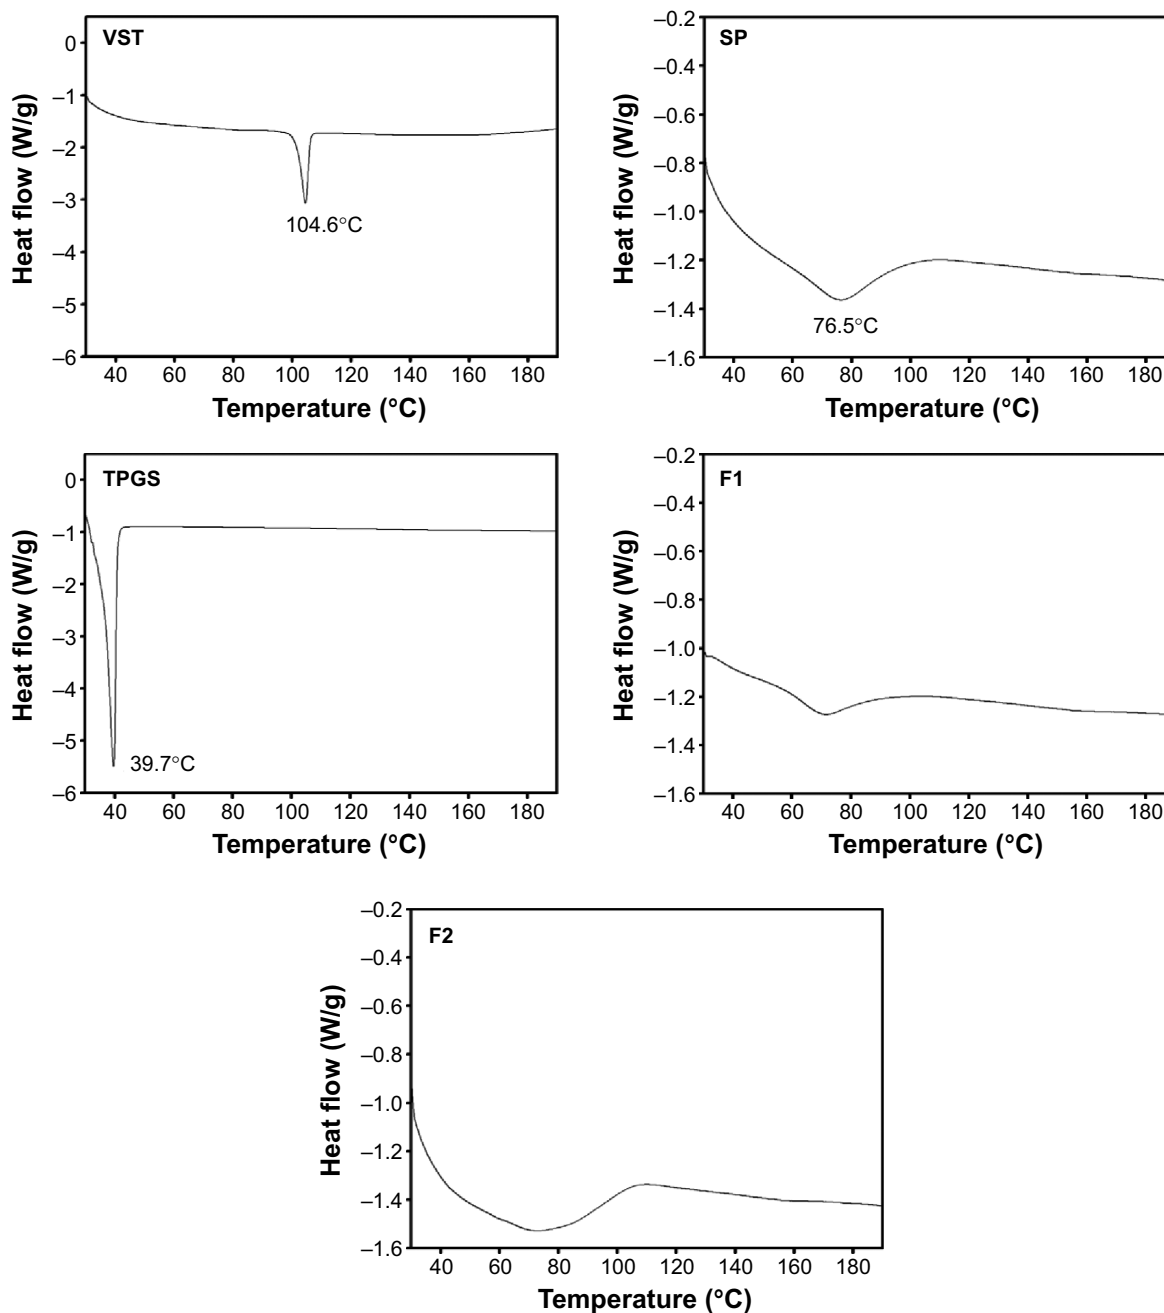 VST
Heat flow (W/g)
0
–1
–2
–3
–4
–5
–6
104.6°C
40 60 80 100 120 140 160 180
Temperature (°C)
SP
Heat flow (W/g)
–0.2
–0.4
–0.6
–0.8
–1.0
–1.2
–1.4
–1.6
76.5°C
40 60 80 100 120 140 160 180
Temperature (°C)
TPGS
Heat flow (W/g)
0
–1
–2
–3
–4
–5
–6
39.7°C
40 60 80 100 120 140 160 180
Temperature (°C)
F1
Heat flow (W/g)
–0.2
–0.4
–0.6
–0.8
–1.0
–1.2
–1.4
–1.6
40 60 80 100 120 140 160 180
Temperature (°C)
F2
Heat flow (W/g)
–0.2
–0.4
–0.6
–0.8
–1.0
–1.2
–1.4
–1.6
40 60 80 100 120 140 160 180
Temperature (°C)